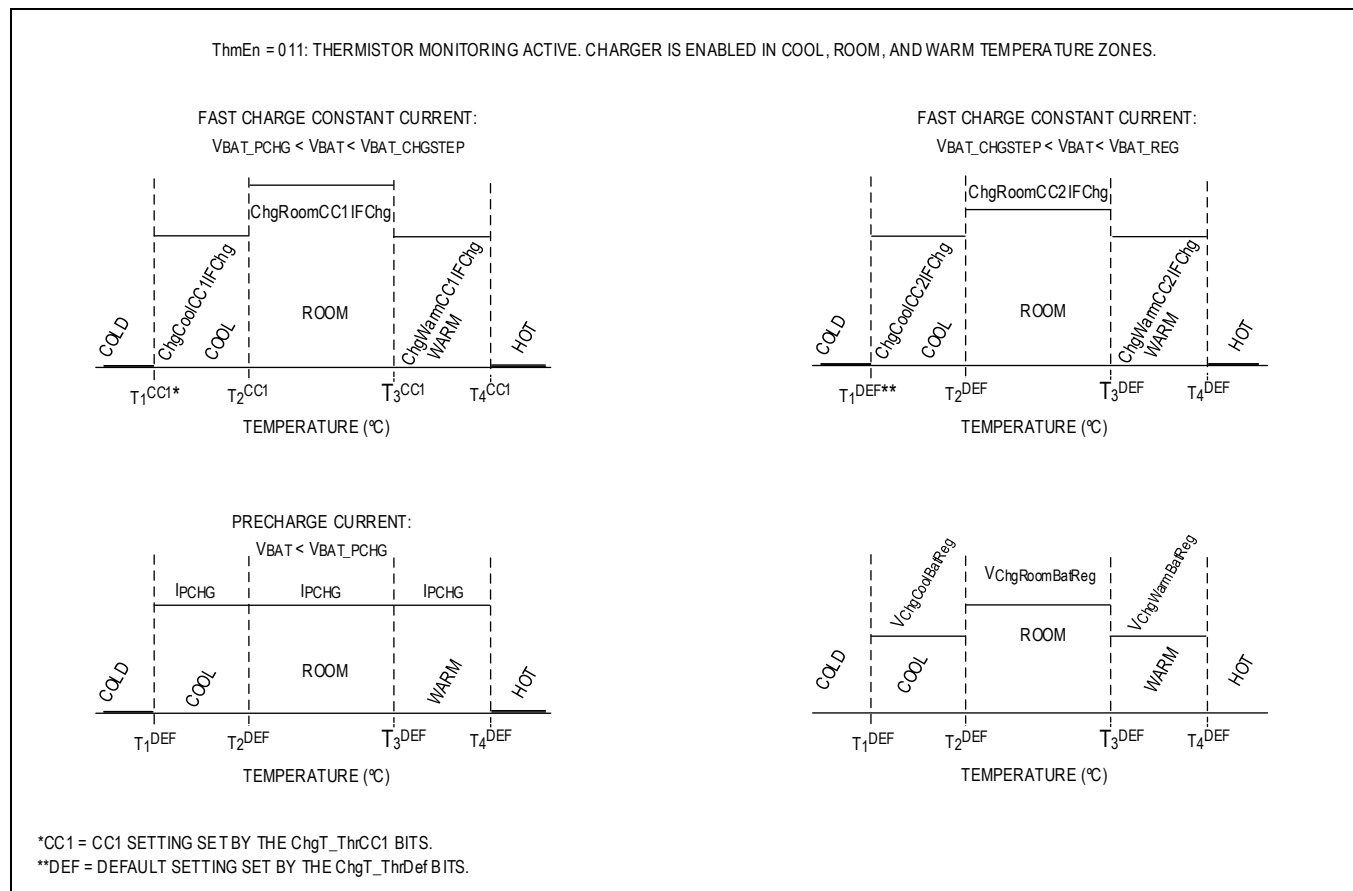 ThmEn = 011: THERMISTOR MONITORING ACTIVE. CHARGER IS ENABLED IN COOL, ROOM, AND WARM TEMPERATURE ZONES.
FAST CHARGE CONSTANT CURRENT:
VBAT_PCHG < VBAT < VBAT_CHGSTEP
ChgRoomCC1IFChg
COLD
ChgCoolCC1IFChg
COOL
ROOM
ChgWarmCC1IFChg
WARM
HOT
T1CC1*
T2CC1
T3CC1
T4CC1
TEMPERATURE (ºC)
FAST CHARGE CONSTANT CURRENT:
VBAT_CHGSTEP < VBAT < VBAT_REG
ChgRoomCC2IFChg
COLD
ChgCoolCC2IFChg
COOL
ROOM
ChgWarmCC2IFChg
WARM
HOT
T1DEF**
T2DEF
T3DEF
T4DEF
TEMPERATURE (ºC)
PRECHARGE CURRENT:
VBAT < VBAT_PCHG
IPCHG
IPCHG
IPCHG
COLD
COOL
ROOM
WARM
HOT
T1DEF
T2DEF
T3DEF
T4DEF
TEMPERATURE (ºC)
VChgCoolBatReg
VChgRoomBatReg
VChgWarmBatReg
COLD
COOL
ROOM
WARM
HOT
T1DEF
T2DEF
T3DEF
T4DEF
TEMPERATURE (ºC)
*CC1 = CC1 SETTING SET BY THE ChgT_ThrCC1 BITS.
**DEF = DEFAULT SETTING SET BY THE ChgT_ThrDef BITS.